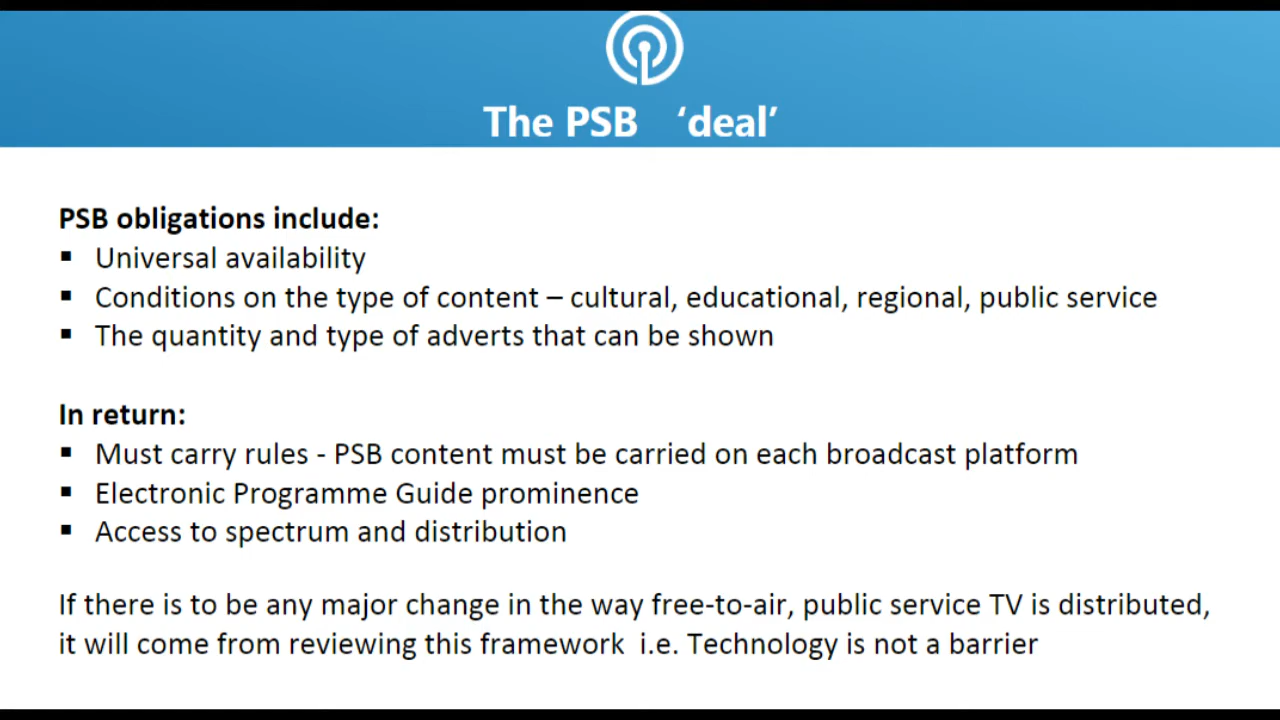 The PSB ‘deal’
PSB obligations include:
▪ Universal availability
▪ Conditions on the type of content – cultural, educational, regional, public service
▪ The quantity and type of adverts that can be shown
In return:
▪ Must carry rules - PSB content must be carried on each broadcast platform
▪ Electronic Programme Guide prominence
▪ Access to spectrum and distribution
If there is to be any major change in the way free-to-air, public service TV is distributed,
it will come from reviewing this framework i.e. Technology is not a barrier